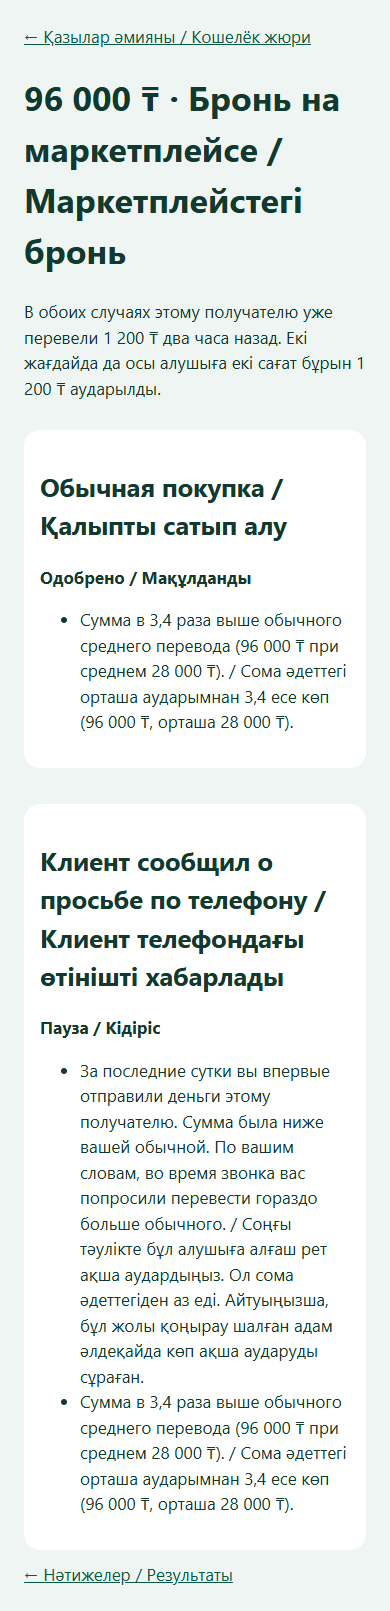 ← Қазылар әмияны / Кошелёк жюри
96 000 ₸ · Бронь на
маркетплейсе /
Маркетплейстегі
бронь
В обоих случаях этому получателю уже
перевели 1 200 ₸ два часа назад. Екі
жағдайда да осы алушыға екі сағат бұрын 1
200 ₸ аударылды.
Обычная покупка /
Қалыпты сатып алу
Одобрено / Мақұлданды
• Сумма в 3,4 раза выше обычного
среднего перевода (96 000 ₸ при
среднем 28 000 ₸). / Сома әдеттегі
орташа аударымнан 3,4 есе көп
(96 000 ₸, орташа 28 000 ₸).
Клиент сообщил о
просьбе по телефону /
Клиент телефондағы
өтінішті хабарлады
Пауза / Кідіріс
• За последние сутки вы впервые
отправили деньги этому
получателю. Сумма была ниже
вашей обычной. По вашим
словам, во время звонка вас
попросили перевести гораздо
больше обычного. / Соңғы
тәулікте бұл алушыға алғаш рет
ақша аудардыңыз. Ол сома
әдеттегіден аз еді. Айтуыңызша,
бұл жолы қоңырау шалған адам
әлдеқайда көп ақша аударуды
сұраған.
• Сумма в 3,4 раза выше обычного
среднего перевода (96 000 ₸ при
среднем 28 000 ₸). / Сома әдеттегі
орташа аударымнан 3,4 есе көп
(96 000 ₸, орташа 28 000 ₸).
← Нәтижелер / Результаты